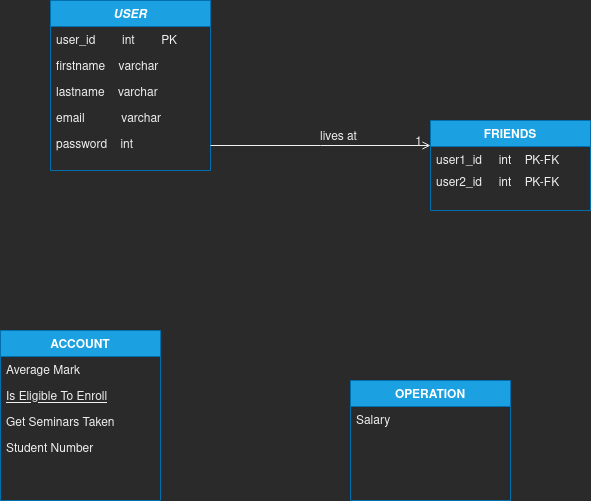 USER
user_id int PK
firstname varchar
lastname varchar
email varchar
password int
lives at
1
FRIENDS
user1_id int PK-FK
user2_id int PK-FK
ACCOUNT
Average Mark
Is Eligible To Enroll
Get Seminars Taken
Student Number
OPERATION
Salary